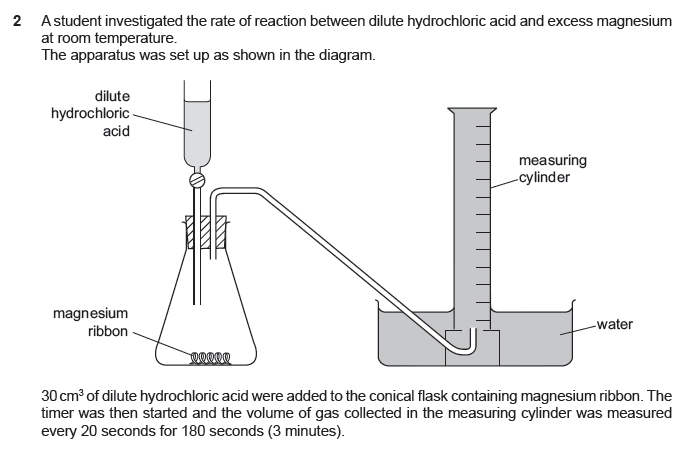 2 A student investigated the rate of reaction between dilute hydrochloric acid and excess magnesium
at room temperature.
The apparatus was set up as shown in the diagram.
dilute
hydrochloric
acid
measuring
cylinder
magnesium
ribbon
water
30 cm³ of dilute hydrochloric acid were added to the conical flask containing magnesium ribbon. The
timer was then started and the volume of gas collected in the measuring cylinder was measured
every 20 seconds for 180 seconds (3 minutes).